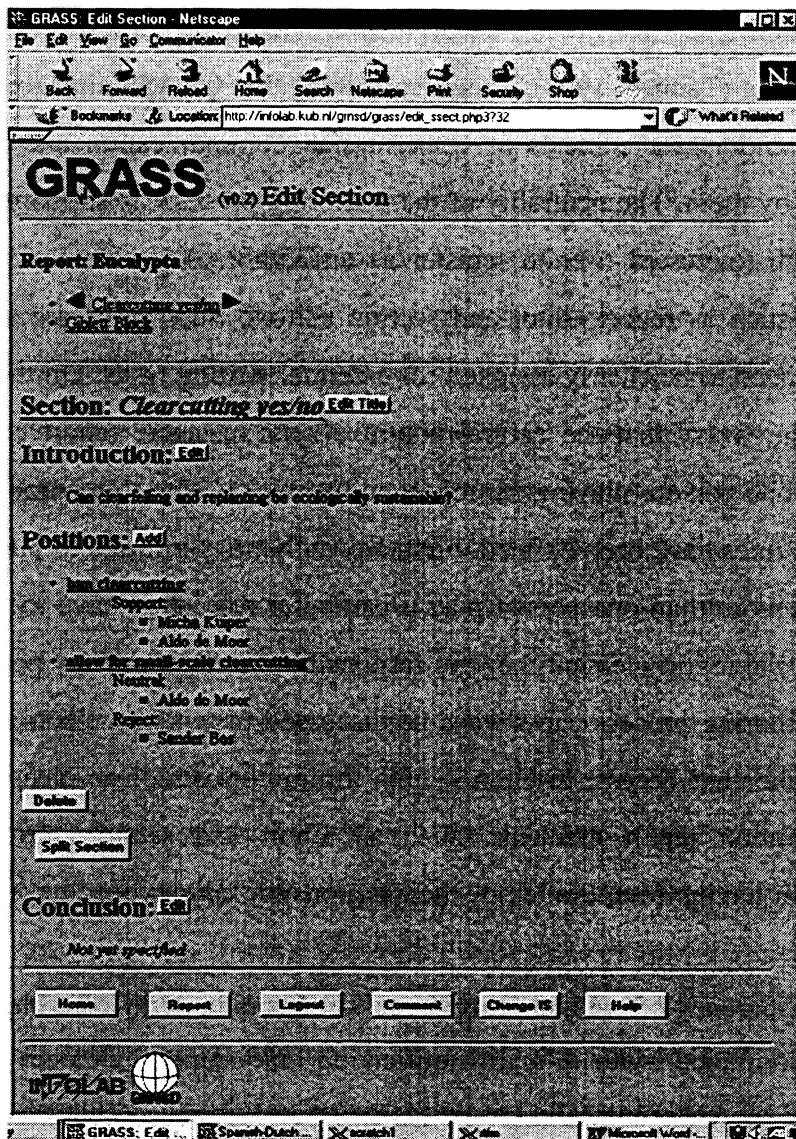 GRASS: Edit Section - Netscape
File Edit View Go Communicator Help
Back Forward Reload Home Search Netscape Print Security Shop
Bookmarks Location: http://infolab.kub.nl/grnsd/grass/edit_ssect.php3?32 What's Related
GRASS (v0.2) Edit Section
Report: Eucalypts
Clearcutting yes/no
Giblett Block
Section: Clearcutting yes/no Edit Title
Introduction: Edit
Can clearfelling and replanting be ecologically sustainable?
Positions: Add
ban clearcutting
Support:
Micha Kuiper
Aldo de Moor
allow for small-scale clearcutting
Neutral:
Aldo de Moor
Reject:
Sander Bos
Delete
Split Section
Conclusion: Edit
Not yet specified
Home Report Logout Comment Change IS Help
INFOLAB GRNSD
GRASS: Edit ... Spanish-Dutch ... scratch1 Microsoft Word - ...